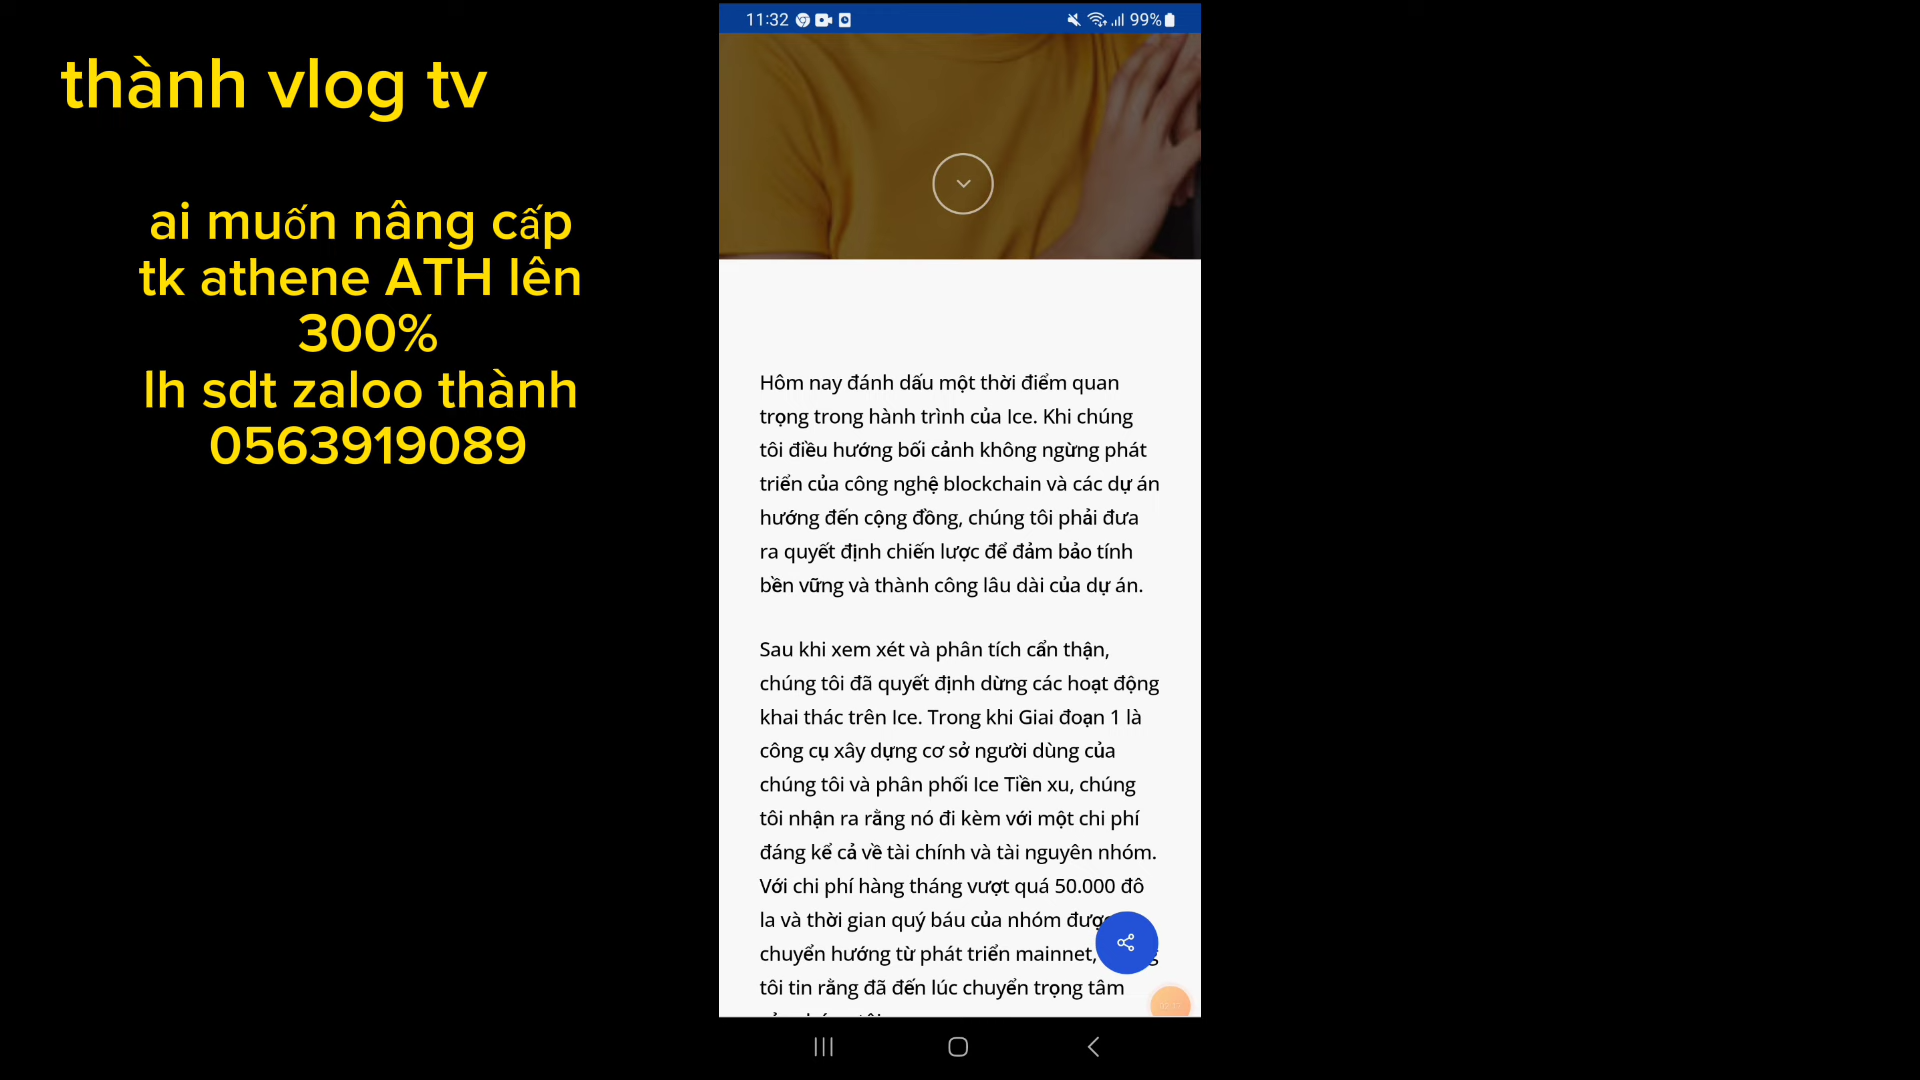 thành vlog tv
ai muốn nâng cấp
tk athene ATH lên
300%
lh sdt zaloo thành
0563919089
11:32
99%
Hôm nay đánh dấu một thời điểm quan
trọng trong hành trình của Ice. Khi chúng
tôi điều hướng bối cảnh không ngừng phát
triển của công nghệ blockchain và các dự án
hướng đến cộng đồng, chúng tôi phải đưa
ra quyết định chiến lược để đảm bảo tính
bền vững và thành công lâu dài của dự án.
Sau khi xem xét và phân tích cẩn thận,
chúng tôi đã quyết định dừng các hoạt động
khai thác trên Ice. Trong khi Giai đoạn 1 là
công cụ xây dựng cơ sở người dùng của
chúng tôi và phân phối Ice Tiền xu, chúng
tôi nhận ra rằng nó đi kèm với một chi phí
đáng kể cả về tài chính và tài nguyên nhóm.
Với chi phí hàng tháng vượt quá 50.000 đô
la và thời gian quý báu của nhóm được
chuyển hướng từ phát triển mainnet,
tôi tin rằng đã đến lúc chuyển trọng tâm